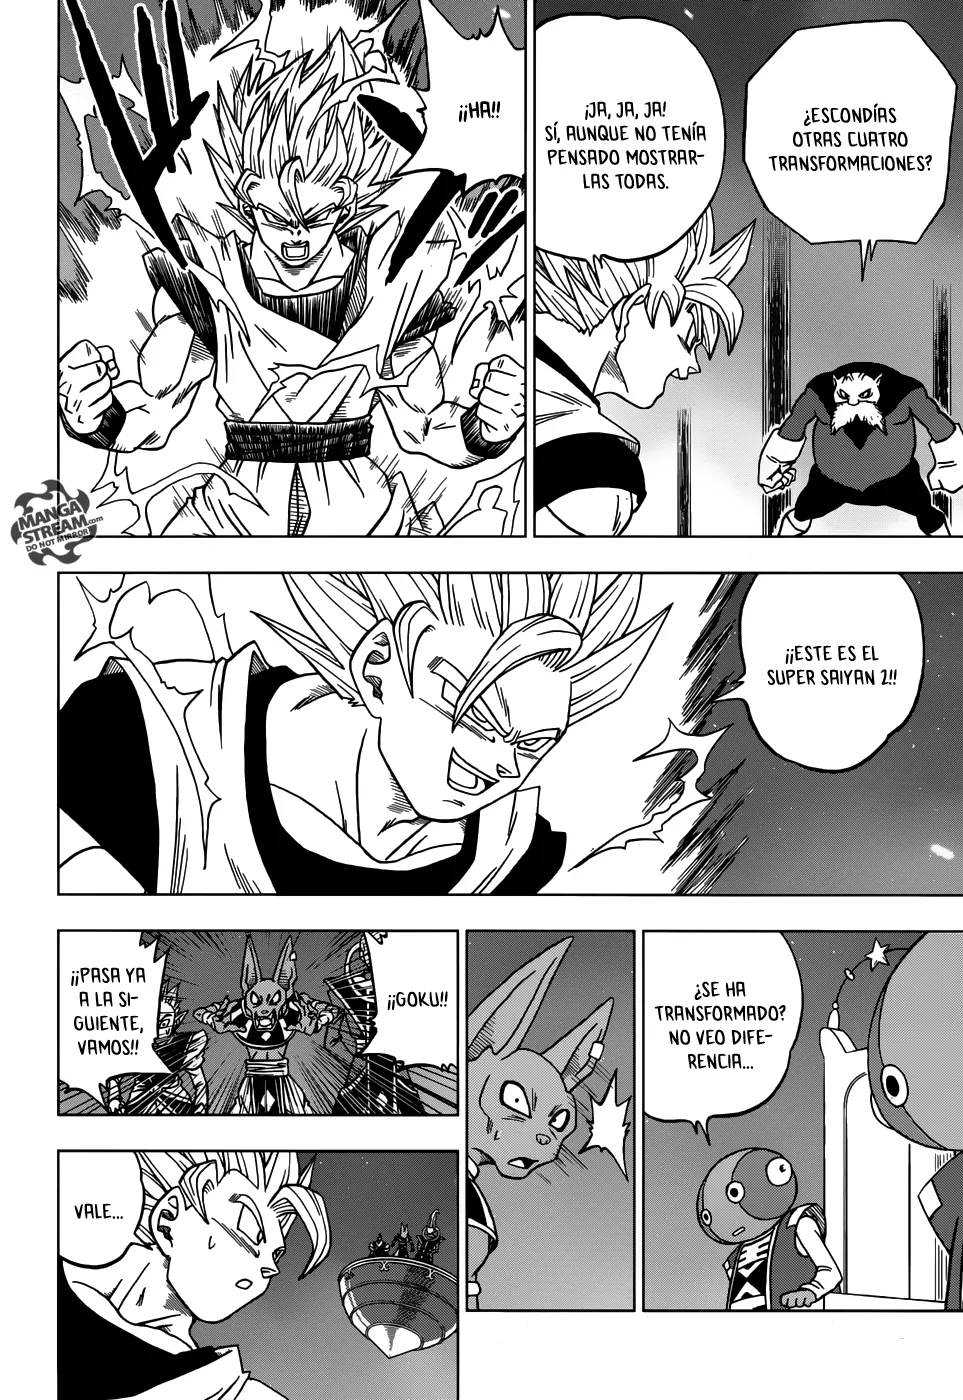 ¿ESCONDÍAS
OTRAS CUATRO
TRANSFORMACIONES?
¡JA, JA, JA!
SÍ, AUNQUE NO TENÍA
PENSADO MOSTRAR-
LAS TODAS.
¡¡HA!!
MANGA
STREAM.com
DO NOT MIRROR
¡¡ESTE ES EL
SUPER SAIYAN 2!!
¿SE HA
TRANSFORMADO?
NO VEO DIFE-
RENCIA...
¡¡GOKU!!
¡¡PASA YA
A LA SI-
GUIENTE,
VAMOS!!
VALE...